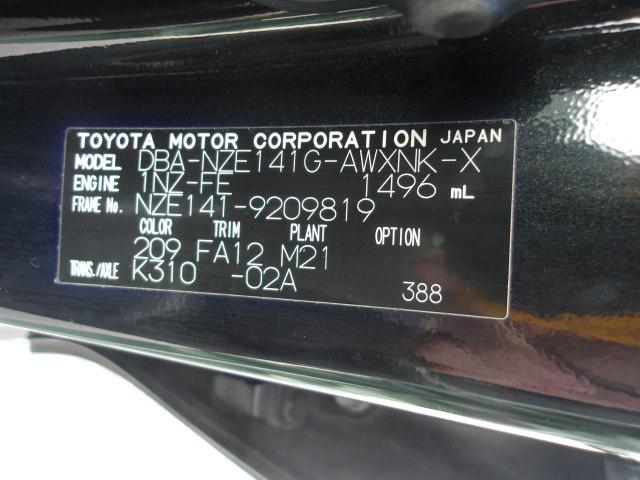 TOYOTA MOTOR CORPORATION JAPAN
MODEL DBA-NZE141G-AWXNK-X
ENGINE 1NZ-FE 1496 mL
FRAME No. NZE141-9209819
COLOR TRIM PLANT OPTION
209 FA12 M21
TRANS./AXLE K310 -02A
388